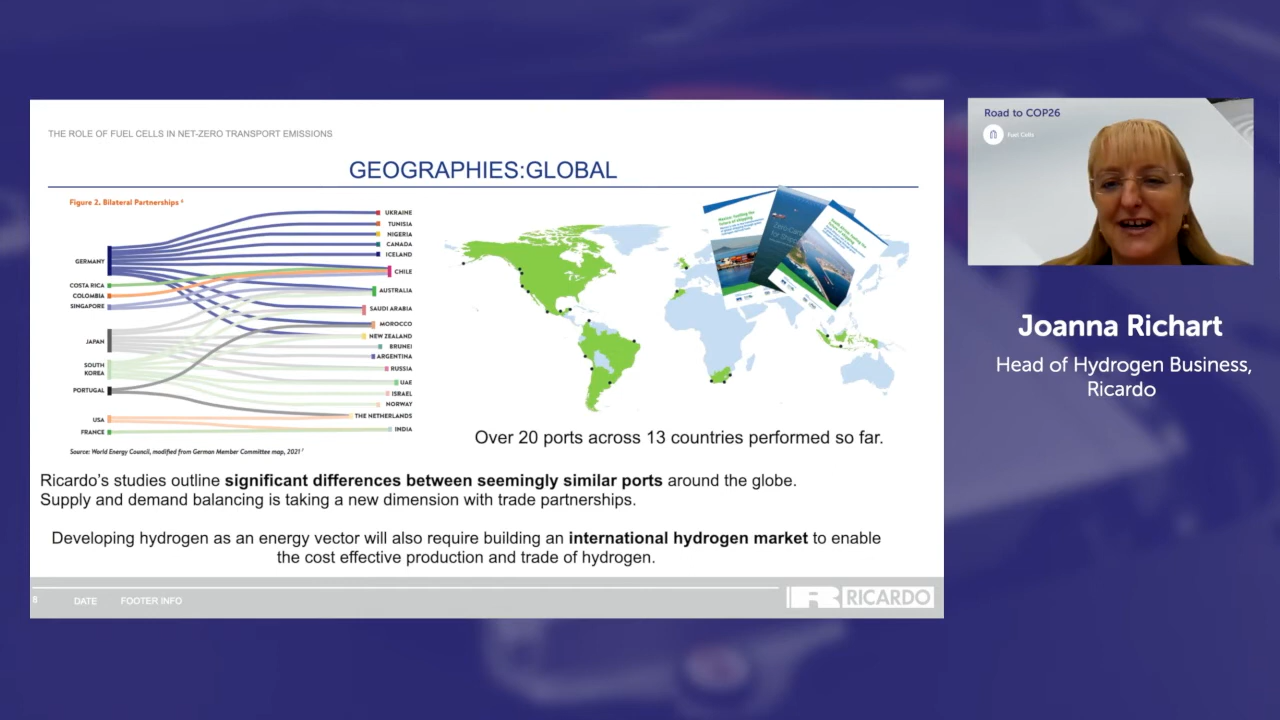 THE ROLE OF FUEL CELLS IN NET-ZERO TRANSPORT EMISSIONS
GEOGRAPHIES:GLOBAL
Figure 2. Bilateral Partnerships 6
GERMANY
COSTA RICA
COLOMBIA
SINGAPORE
JAPAN
SOUTH
KOREA
PORTUGAL
USA
FRANCE
UKRAINE
TUNISIA
NIGERIA
CANADA
ICELAND
CHILE
AUSTRALIA
SAUDI ARABIA
MOROCCO
NEW ZEALAND
BRUNEI
ARGENTINA
RUSSIA
UAE
ISRAEL
NORWAY
THE NETHERLANDS
INDIA
Source: World Energy Council, modified from German Member Committee map, 2021 7
Over 20 ports across 13 countries performed so far.
Ricardo's studies outline significant differences between seemingly similar ports around the globe.
Supply and demand balancing is taking a new dimension with trade partnerships.
Developing hydrogen as an energy vector will also require building an international hydrogen market to enable
the cost effective production and trade of hydrogen.
DATE
FOOTER INFO
RICARDO
Road to COP26
Fuel Cells
Joanna Richart
Head of Hydrogen Business,
Ricardo